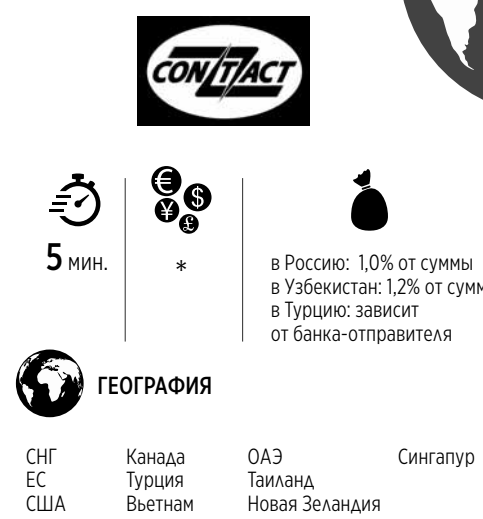 CONTACT
5 мин.
*
в Россию: 1,0% от суммы
в Узбекистан: 1,2% от сумм
в Турцию: зависит
от банка-отправителя
ГЕОГРАФИЯ
СНГ Канада ОАЭ Сингапур
ЕС Турция Таиланд
США Вьетнам Новая Зеландия